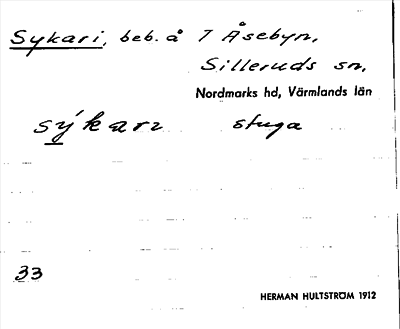 Sykari, beb. å 7 Åsebyn,
Silleruds sn,
Nordmarks hd, Värmlands län
sýkarı stuga
33
HERMAN HULTSTRÖM 1912